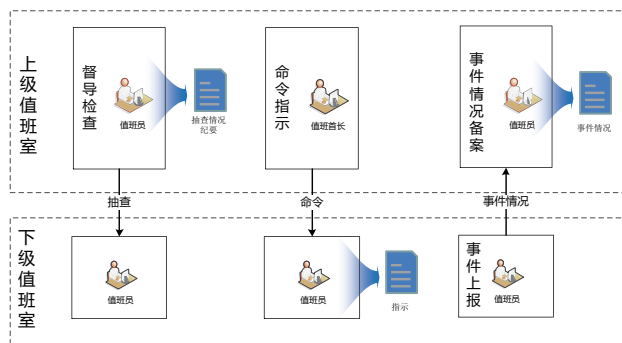 上级值班室
督导检查
值班员
抽查情况
纪要
命令指示
值班首长
事件情况备案
值班员
事件情况
抽查
命令
事件情况
下级值班室
值班员
值班员
指示
事件上报
值班员